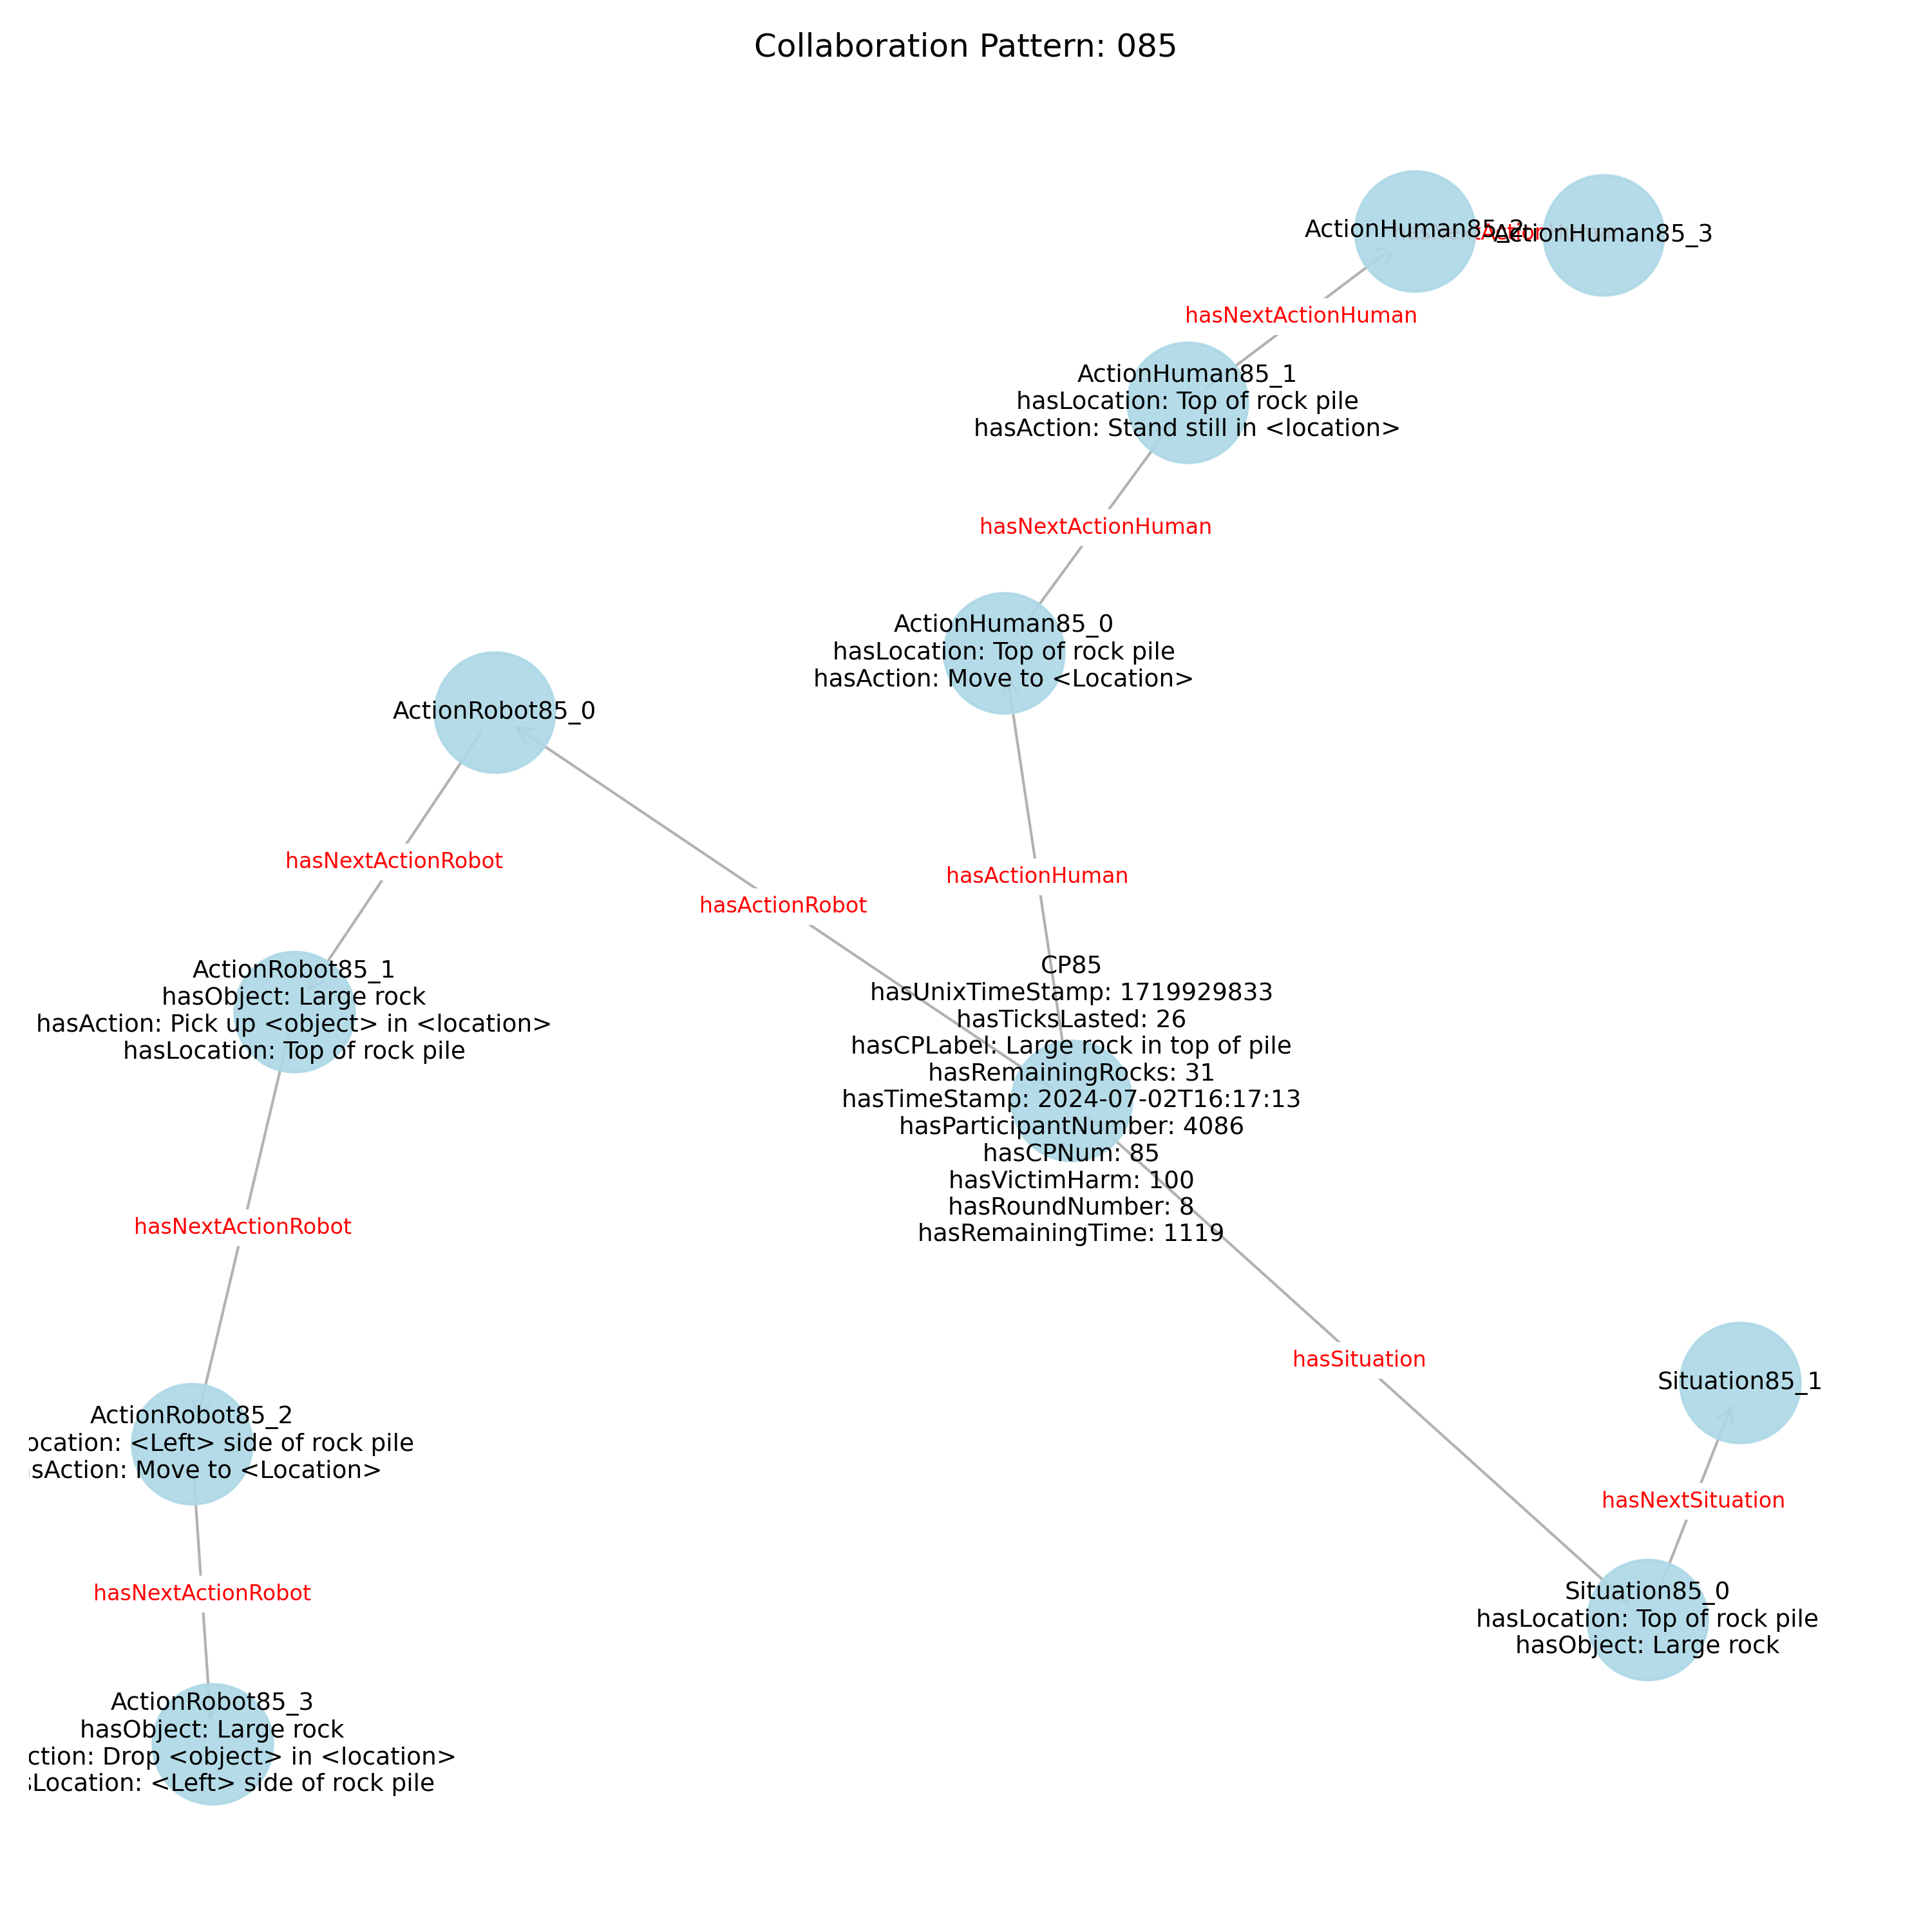 Collaboration Pattern: 085
ActionHuman85_2
ActionHuman85_3
hasNextActionHuman
ActionHuman85_1
hasLocation: Top of rock pile
hasAction: Stand still in <location>
hasNextActionHuman
ActionHuman85_0
hasLocation: Top of rock pile
hasAction: Move to <Location>
ActionRobot85_0
hasNextActionRobot
hasActionHuman
hasActionRobot
ActionRobot85_1
hasObject: Large rock
hasAction: Pick up <object> in <location>
hasLocation: Top of rock pile
CP85
hasUnixTimeStamp: 1719929833
hasTicksLasted: 26
hasCPLabel: Large rock in top of pile
hasRemainingRocks: 31
hasTimeStamp: 2024-07-02T16:17:13
hasParticipantNumber: 4086
hasCPNum: 85
hasVictimHarm: 100
hasRoundNumber: 8
hasRemainingTime: 1119
hasNextActionRobot
hasSituation
Situation85_1
ActionRobot85_2
ocation: <Left> side of rock pile
sAction: Move to <Location>
hasNextSituation
hasNextActionRobot
Situation85_0
hasLocation: Top of rock pile
hasObject: Large rock
ActionRobot85_3
hasObject: Large rock
ction: Drop <object> in <location>
sLocation: <Left> side of rock pile